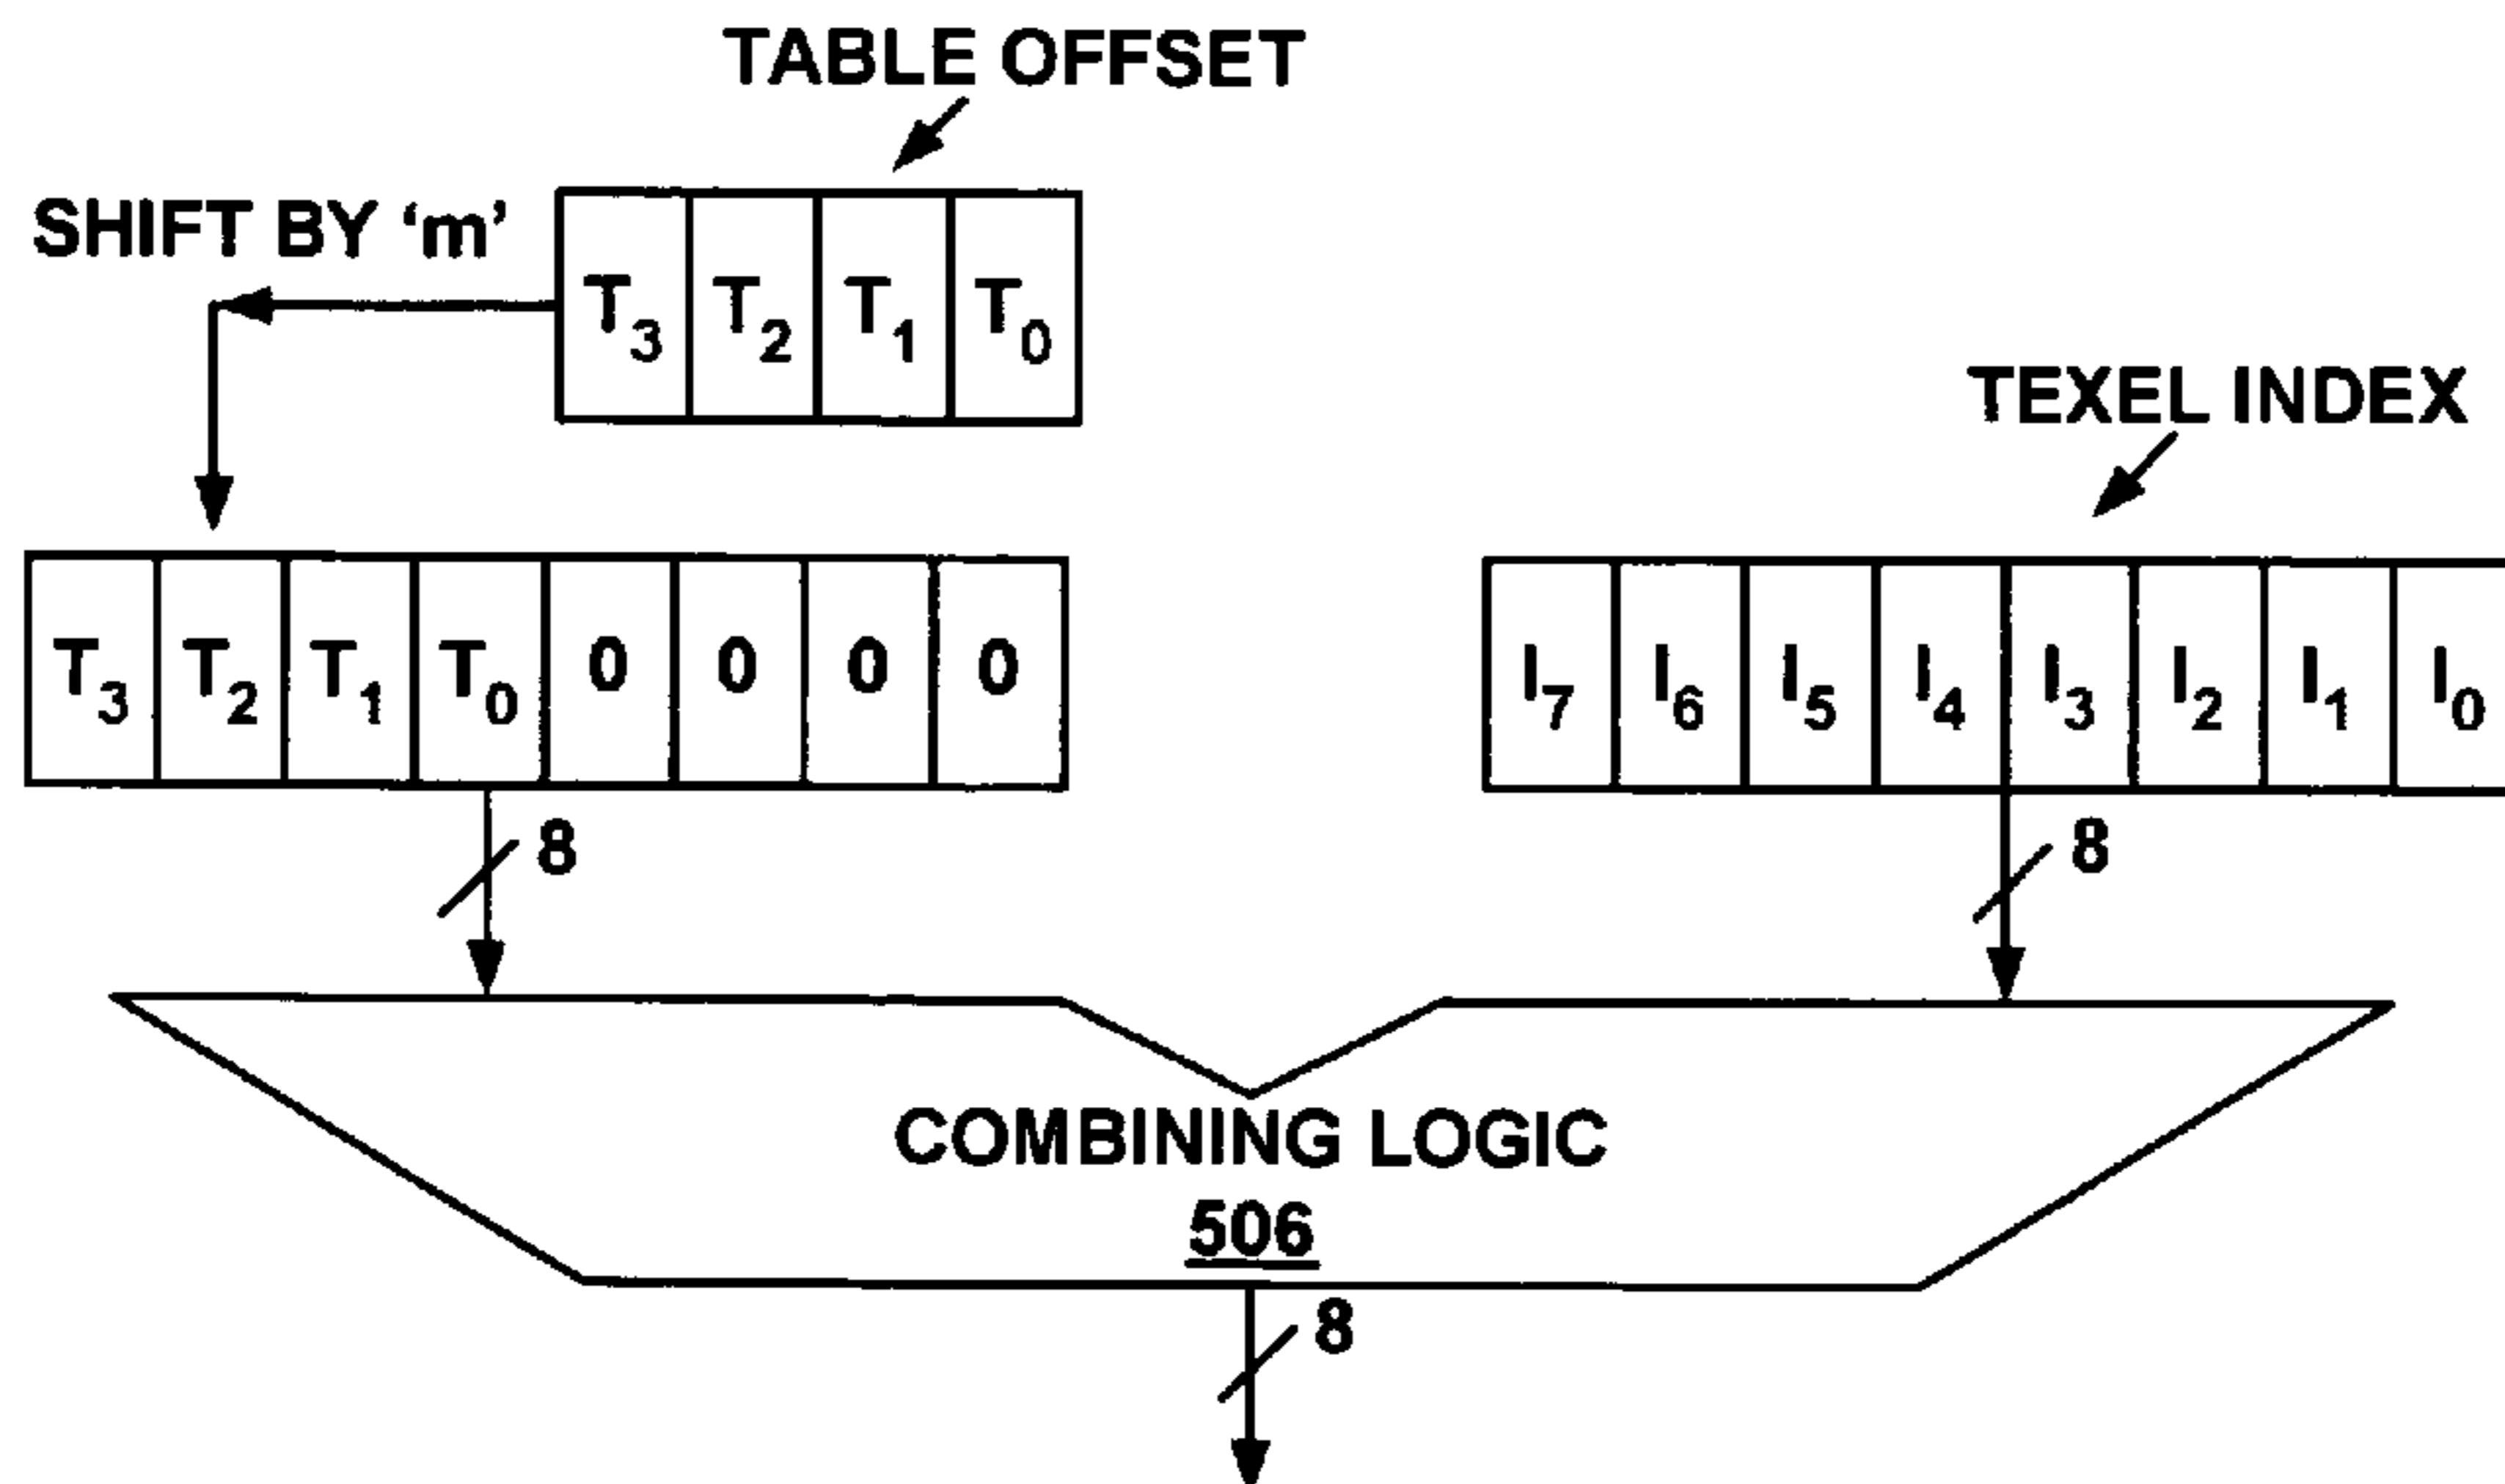 TABLE OFFSET
SHIFT BY ‘m’
T3 T2 T1 T0
TEXEL INDEX
T3 T2 T1 T0 0 0 0 0
I7 I6 I5 I4 I3 I2 I1 I0
8
8
COMBINING LOGIC
506
8